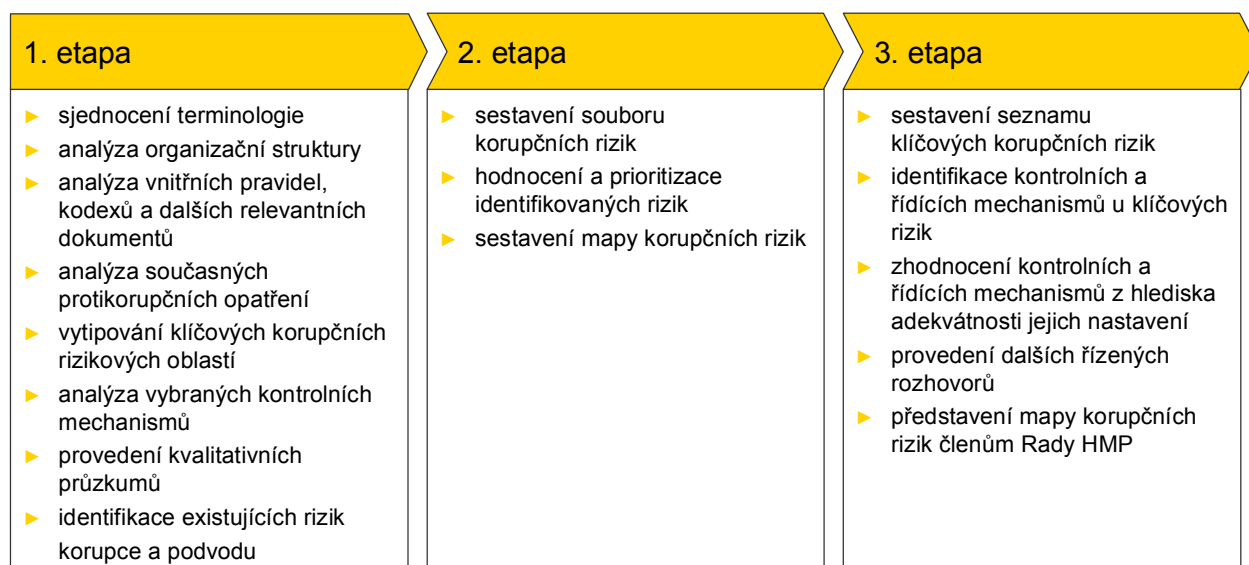 1. etapa
sjednocení terminologie
analýza organizační struktury
analýza vnitřních pravidel,
kodexů a dalších relevantních
dokumentů
analýza současných
protikorupčních opatření
vytipování klíčových korupčních
rizikových oblastí
analýza vybraných kontrolních
mechanismů
provedení kvalitativních
průzkumů
identifikace existujících rizik
korupce a podvodu
2. etapa
sestavení souboru
korupčních rizik
hodnocení a prioritizace
identifikovaných rizik
sestavení mapy korupčních rizik
3. etapa
sestavení seznamu
klíčových korupčních rizik
identifikace kontrolních a
řídících mechanismů u klíčových
rizik
zhodnocení kontrolních a
řídících mechanismů z hlediska
adekvátnosti jejich nastavení
provedení dalších řízených
rozhovorů
představení mapy korupčních
rizik členům Rady HMP